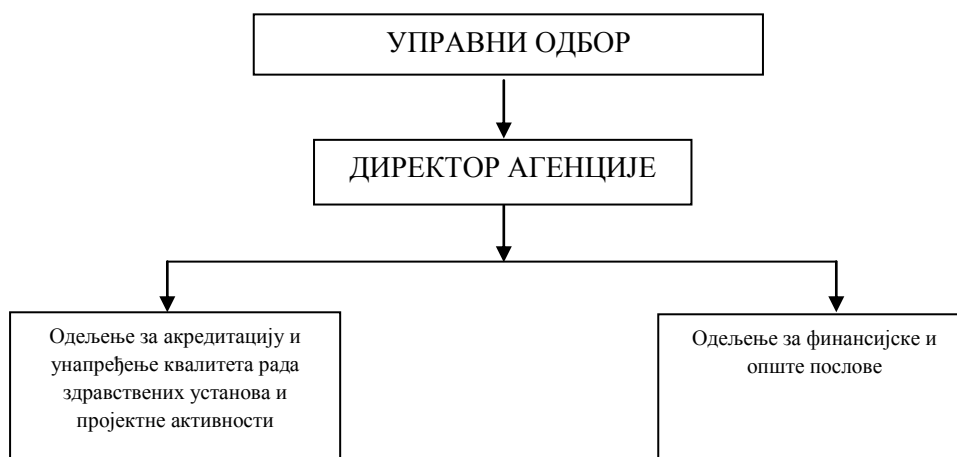 УПРАВНИ ОДБОР
ДИРЕКТОР АГЕНЦИЈЕ
Одељење за акредитацију и
унапређење квалитета рада
здравствених установа и
пројектне активности
Одељење за финансијске и
опште послове